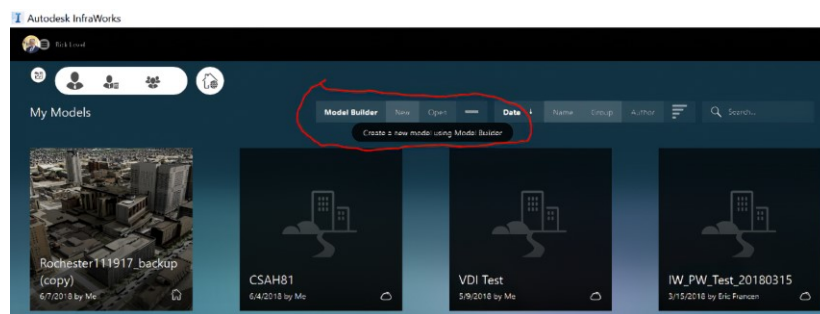 Autodesk InfraWorks
My Models
Model Builder New Open Date Name Group Author Search...
Create a new model using Model Builder
Rochester111917_backup
(copy)
6/7/2018 by Me
CSAH81
6/4/2018 by Me
VDI Test
5/9/2018 by Me
IW_PW_Test_20180315
3/15/2018 by Eric Francen